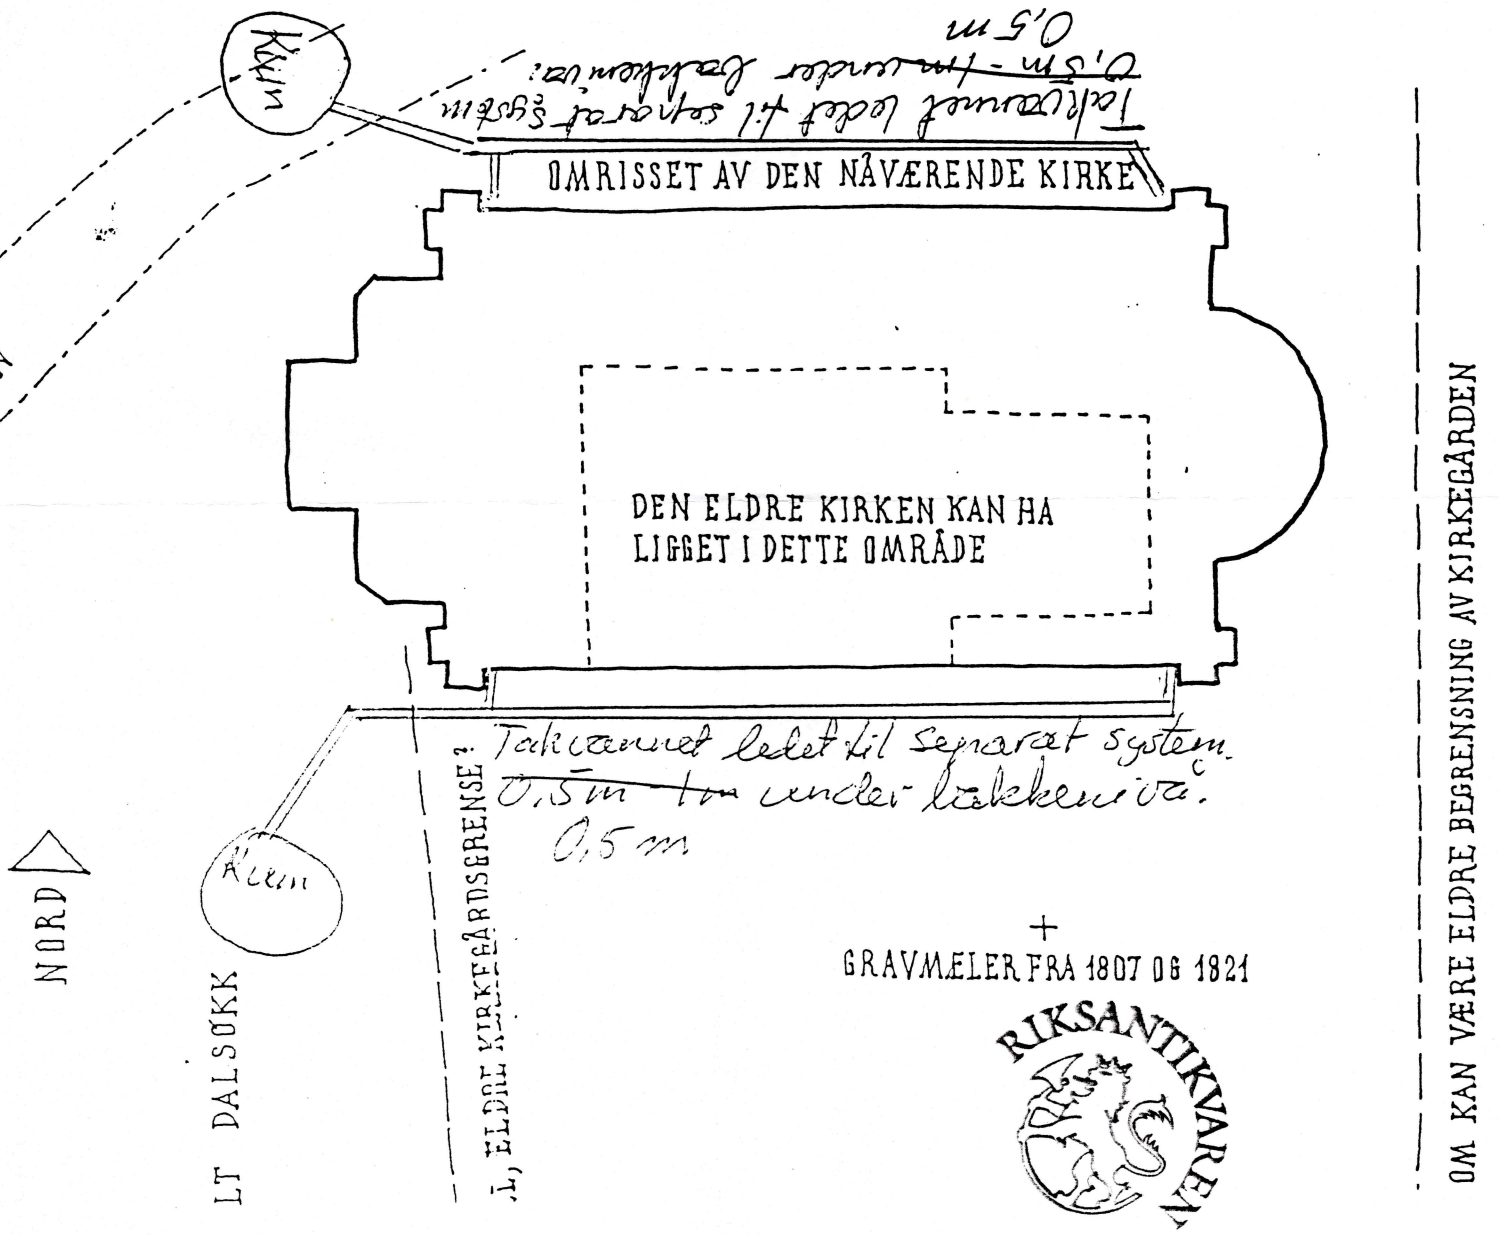 Kum
Takvannet ledet til separat system
0,5m - 1m under bakkenivå.
0,5 m
OMRISSET AV DEN NÅVÆRENDE KIRKE
DEN ELDRE KIRKEN KAN HA
LIGGET I DETTE OMRÅDE
Takvannet ledet til separat system.
0,5m - 1m under bakkenivå.
0,5 m
Kum
NORD
LT DALSØKK
L, ELDRE KIRKEGÅRDSGRENSE?
+
GRAVMÆLER FRA 1807 OG 1821
RIKSANTIKVAREN
OM KAN VÆRE ELDRE BEGRENSNING AV KIRKEGÅRDEN